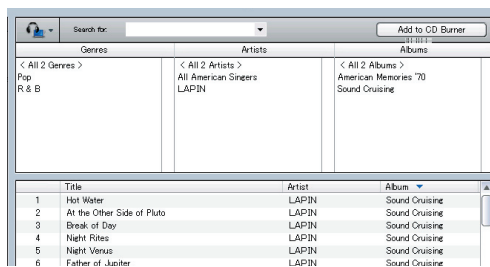 Search for: Add to CD Burner
Genres Artists Albums
< All 2 Genres > < All 2 Artists > < All 2 Albums >
Pop All American Singers American Memories '70
R & B LAPIN Sound Cruising
Title Artist Album
1 Hot Water LAPIN Sound Cruising
2 At the Other Side of Pluto LAPIN Sound Cruising
3 Break of Day LAPIN Sound Cruising
4 Night Rites LAPIN Sound Cruising
5 Night Venus LAPIN Sound Cruising
6 Father of Jupiter LAPIN Sound Cruising